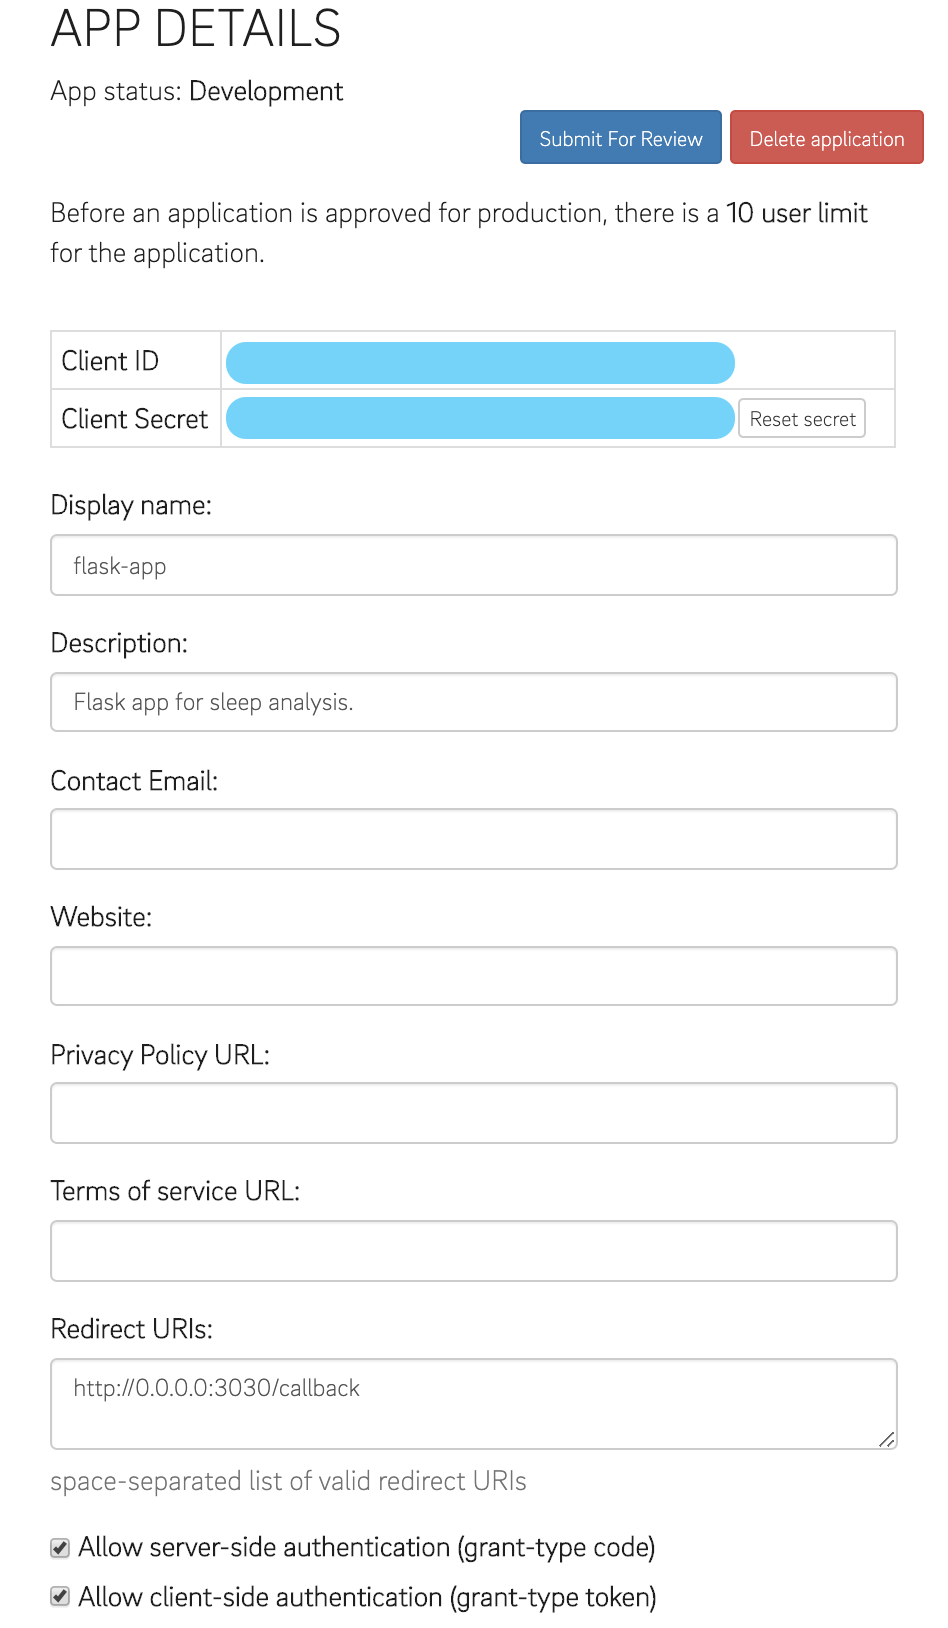 APP DETAILS
App status: Development
Submit For Review
Delete application
Before an application is approved for production, there is a 10 user limit
for the application.
Client ID
Client Secret
Reset secret
Display name:
flask-app
Description:
Flask app for sleep analysis.
Contact Email:
Website:
Privacy Policy URL:
Terms of service URL:
Redirect URIs:
http://0.0.0.0:3030/callback
space-separated list of valid redirect URIs
Allow server-side authentication (grant-type code)
Allow client-side authentication (grant-type token)